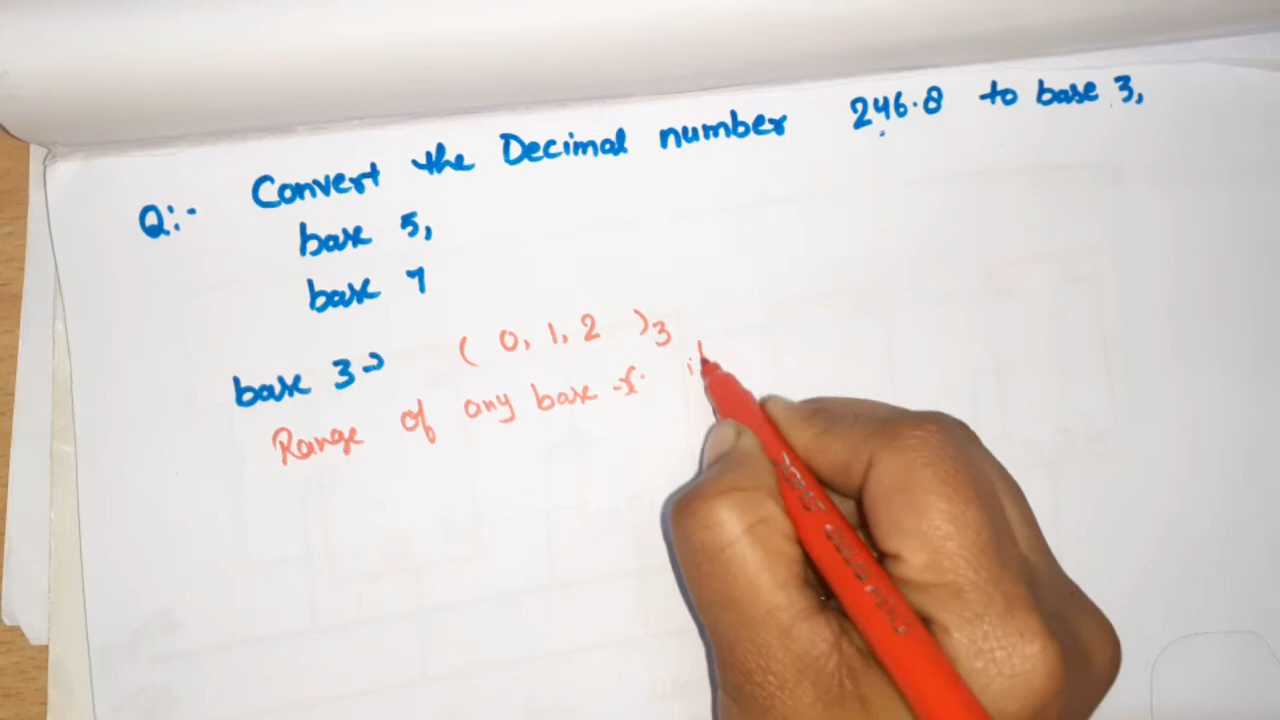 Q:- Convert the Decimal number 246.8 to base 3,
base 5,
base 7
base 3→ ( 0, 1, 2 )3
Range of any base -r